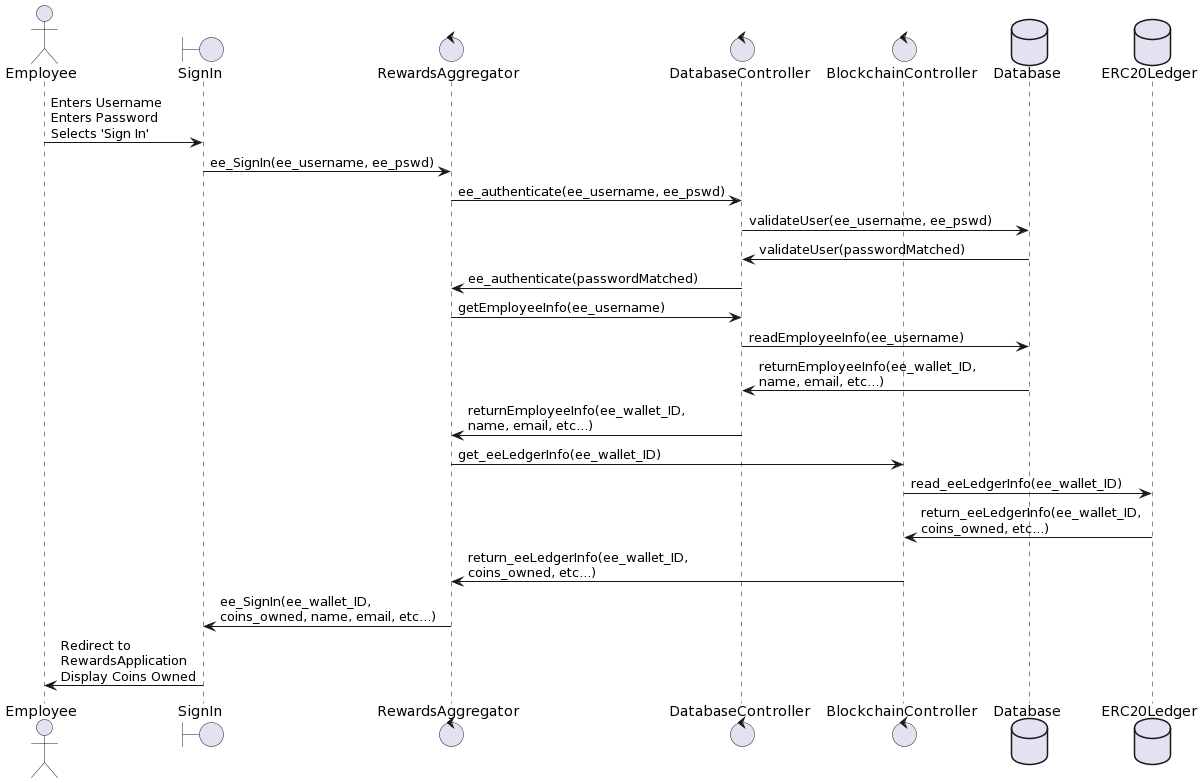 Employee
SignIn
RewardsAggregator
DatabaseController
BlockchainController
Database
ERC20Ledger
Enters Username
Enters Password
Selects 'Sign In'
ee_SignIn(ee_username, ee_pswd)
ee_authenticate(ee_username, ee_pswd)
validateUser(ee_username, ee_pswd)
validateUser(passwordMatched)
ee_authenticate(passwordMatched)
getEmployeeInfo(ee_username)
readEmployeeInfo(ee_username)
returnEmployeeInfo(ee_wallet_ID,
name, email, etc...)
returnEmployeeInfo(ee_wallet_ID,
name, email, etc...)
get_eeLedgerInfo(ee_wallet_ID)
read_eeLedgerInfo(ee_wallet_ID)
return_eeLedgerInfo(ee_wallet_ID,
coins_owned, etc...)
return_eeLedgerInfo(ee_wallet_ID,
coins_owned, etc...)
ee_SignIn(ee_wallet_ID,
coins_owned, name, email, etc...)
Redirect to
RewardsApplication
Display Coins Owned
Employee
SignIn
RewardsAggregator
DatabaseController
BlockchainController
Database
ERC20Ledger